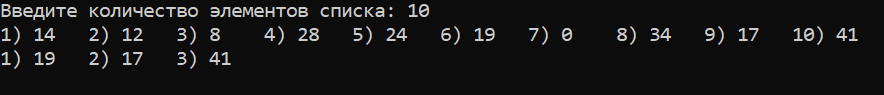 Введите количество элементов списка: 10
1) 14   2) 12   3) 8    4) 28   5) 24   6) 19   7) 0    8) 34   9) 17   10) 41
1) 19   2) 17   3) 41